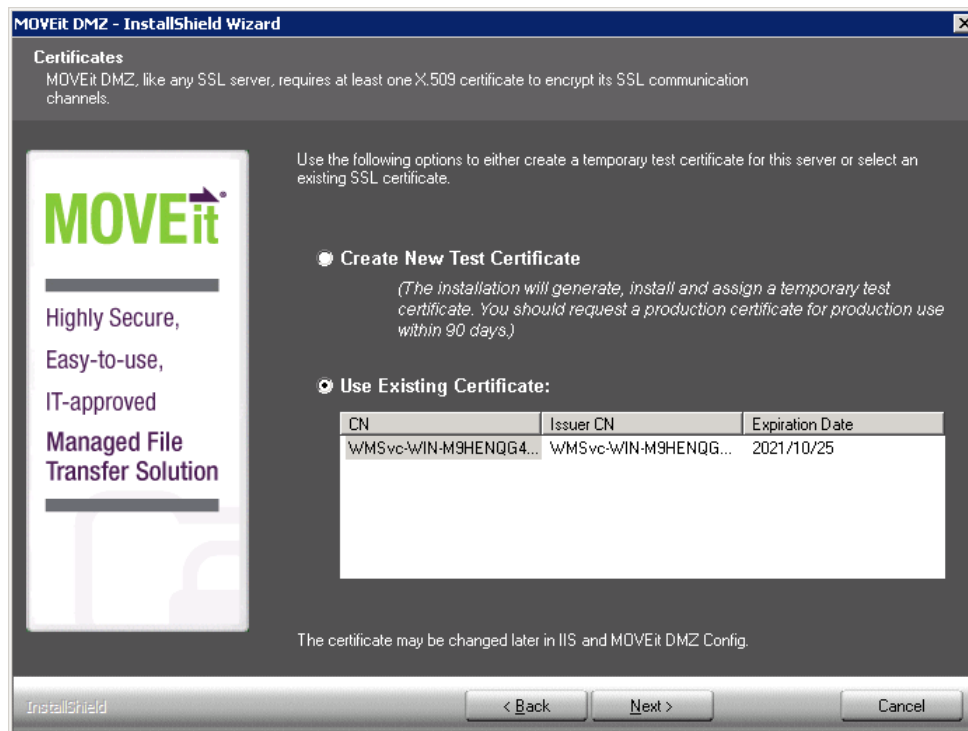 MOVEit DMZ - InstallShield Wizard
Certificates
MOVEit DMZ, like any SSL server, requires at least one X.509 certificate to encrypt its SSL communication
channels.
Use the following options to either create a temporary test certificate for this server or select an
existing SSL certificate.
MOVEit
Highly Secure,
Easy-to-use,
IT-approved
Managed File
Transfer Solution
Create New Test Certificate
(The installation will generate, install and assign a temporary test
certificate. You should request a production certificate for production use
within 90 days.)
Use Existing Certificate:
CN Issuer CN Expiration Date
WMSvc-WIN-M9HENQG4... WMSvc-WIN-M9HENQG... 2021/10/25
The certificate may be changed later in IIS and MOVEit DMZ Config.
InstallShield
< Back Next > Cancel